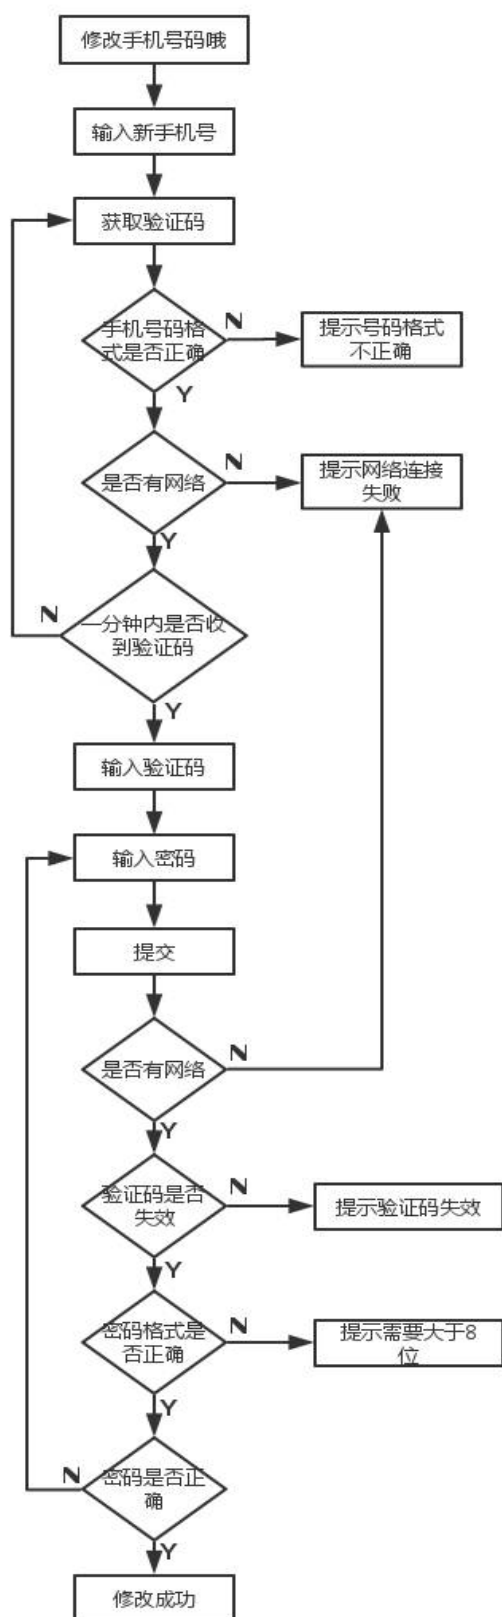 修改手机号码哦
输入新手机号
获取验证码
手机号码格
式是否正确
N
提示号码格式
不正确
Y
是否有网络
N
提示网络连接
失败
Y
一分钟内是否收
到验证码
N
Y
输入验证码
输入密码
提交
是否有网络
N
Y
验证码是否
失效
N
提示验证码失效
Y
密码格式是
否正确
N
提示需要大于8
位
Y
密码是否正
确
N
Y
修改成功